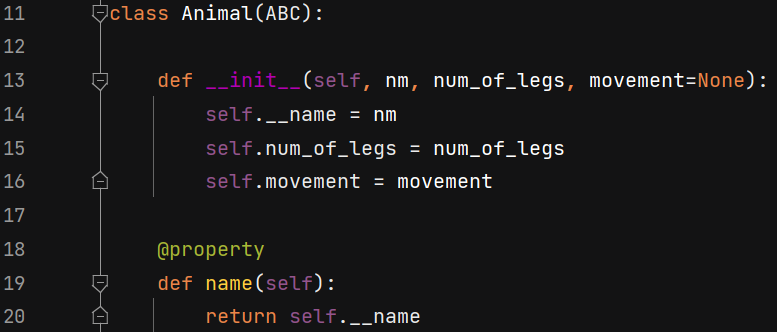 11 class Animal(ABC):
12
13     def __init__(self, nm, num_of_legs, movement=None):
14         self.__name = nm
15         self.num_of_legs = num_of_legs
16         self.movement = movement
17
18     @property
19     def name(self):
20         return self.__name